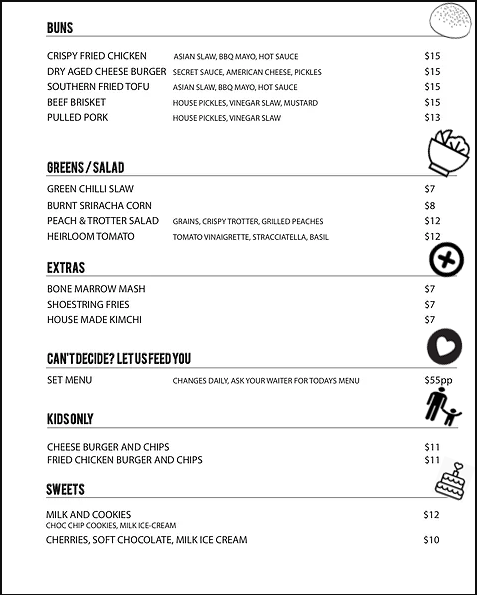 BUNS
CRISPY FRIED CHICKEN ASIAN SLAW, BBQ MAYO, HOT SAUCE $15
DRY AGED CHEESE BURGER SECRET SAUCE, AMERICAN CHEESE, PICKLES $15
SOUTHERN FRIED TOFU ASIAN SLAW, BBQ MAYO, HOT SAUCE $15
BEEF BRISKET HOUSE PICKLES, VINEGAR SLAW, MUSTARD $15
PULLED PORK HOUSE PICKLES, VINEGAR SLAW $13
GREENS / SALAD
GREEN CHILLI SLAW $7
BURNT SRIRACHA CORN $8
PEACH & TROTTER SALAD GRAINS, CRISPY TROTTER, GRILLED PEACHES $12
HEIRLOOM TOMATO TOMATO VINAIGRETTE, STRACCIATELLA, BASIL $12
EXTRAS
BONE MARROW MASH $7
SHOESTRING FRIES $7
HOUSE MADE KIMCHI $7
CAN'T DECIDE? LET US FEED YOU
SET MENU CHANGES DAILY, ASK YOUR WAITER FOR TODAYS MENU $55pp
KIDS ONLY
CHEESE BURGER AND CHIPS $11
FRIED CHICKEN BURGER AND CHIPS $11
SWEETS
MILK AND COOKIES $12
CHOC CHIP COOKIES, MILK ICE-CREAM
CHERRIES, SOFT CHOCOLATE, MILK ICE CREAM $10